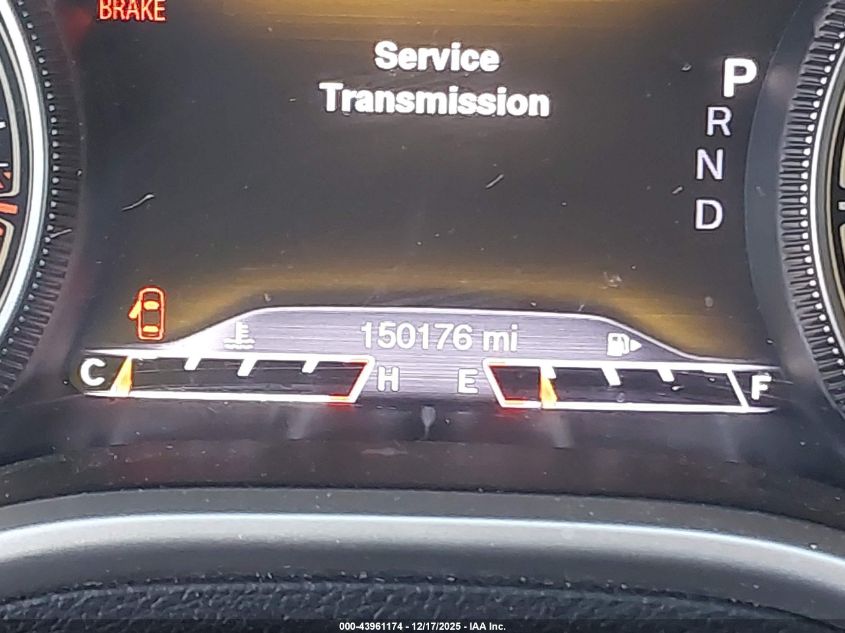 BRAKE
Service
Transmission
P
R
N
D
150176 mi
C H E F
000-43961174 - 12/17/2025 - IAA Inc.